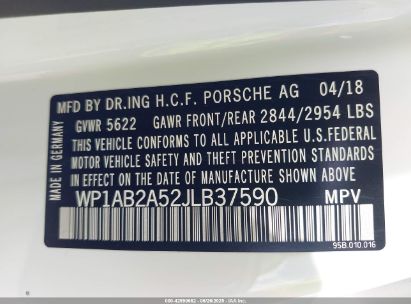 MFD BY DR.ING H.C.F. PORSCHE AG 04/18
GVWR 5622 GAWR FRONT/REAR 2844/2954 LBS
THIS VEHICLE CONFORMS TO ALL APPLICABLE
U.S.FEDERAL
MOTOR VEHICLE SAFETY AND THEFT PREVENTION
STANDARDS IN EFFECT
ON THE DATE OF MANUFACTURE SHOWN ABOVE
WP1AB2A52JLB37590 MPV
95B.010.016
MADE IN GERMANY